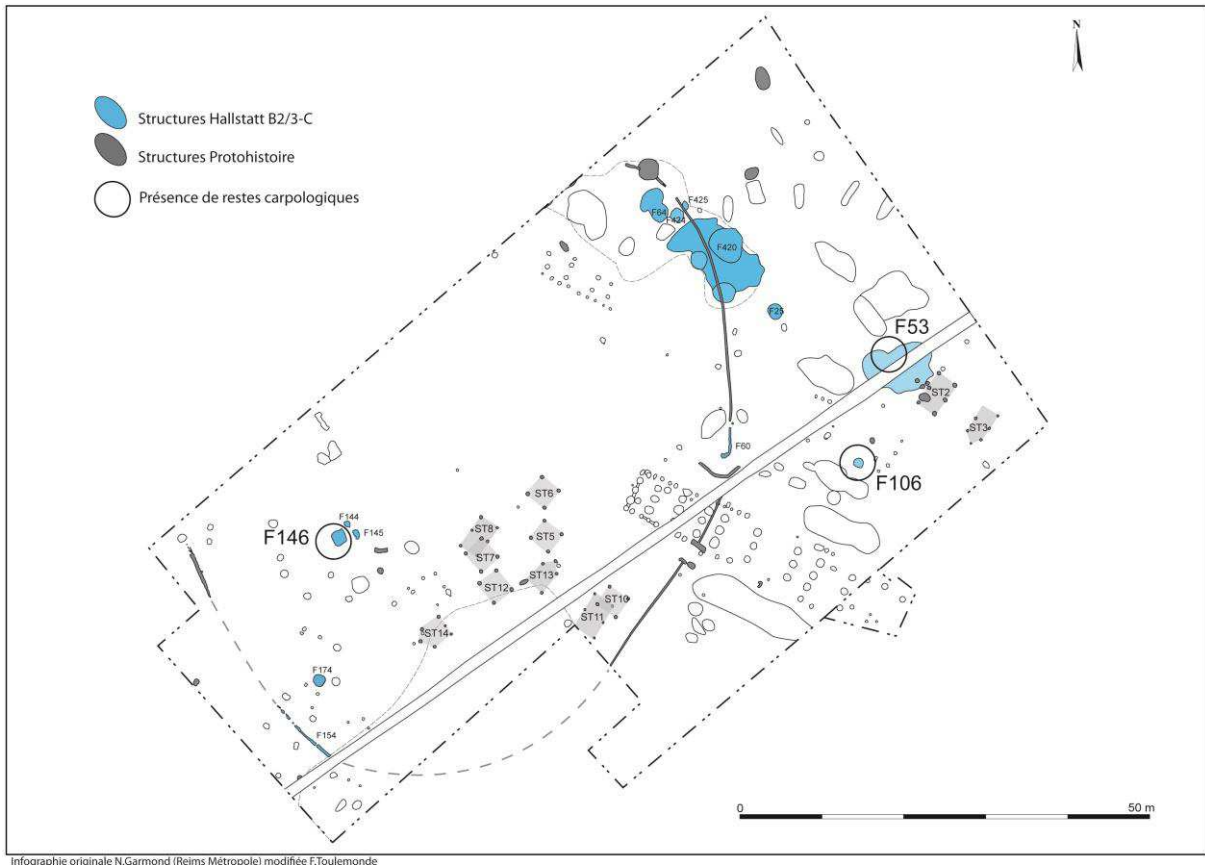 N
Structures Hallstatt B2/3-C
Structures Protohistoire
Présence de restes carpologiques
F425
F64
F424
F420
F25
F53
ST2
ST3
F60
F106
ST6
F144
F145
F146
ST8
ST5
ST7
ST13
ST12
ST10
ST11
ST14
F174
F154
0
50 m
Infographie originale N.Garmond (Reims Métropole) modifiée F.Toulemonde